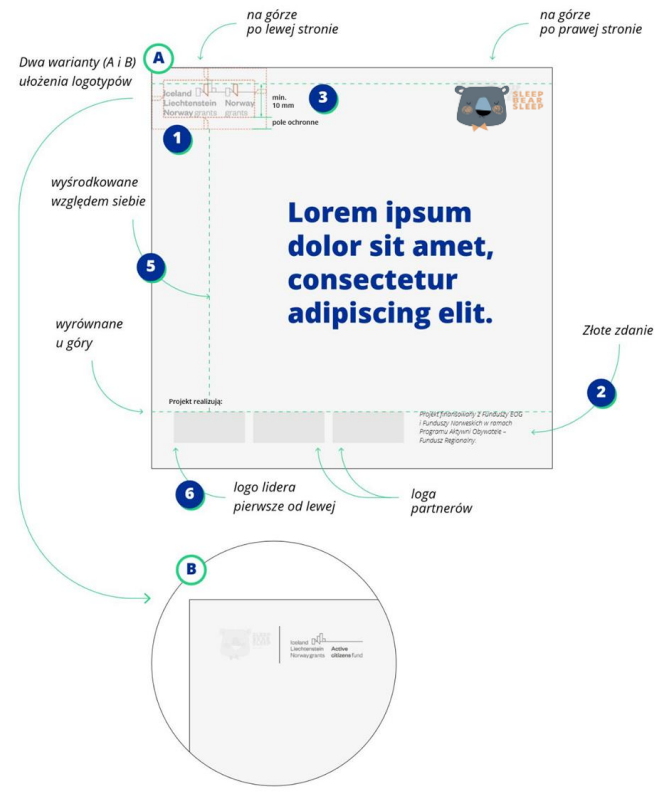 na górze
po lewej stronie
na górze
po prawej stronie
Dwa warianty (A i B)
ułożenia logotypów
A
Iceland
Liechtenstein Norway
Norway grants grants
min.
10 mm
3
pole ochronne
1
SLEEP
BEAR
SLEEP
wyśrodkowane
względem siebie
5
Lorem ipsum
dolor sit amet,
consectetur
adipiscing elit.
wyrównane
u góry
Złote zdanie
2
Projekt realizują:
Projekt finansowany z Funduszy EOG
i Funduszy Norweskich w ramach
Programu Aktywni Obywatele –
Fundusz Regionalny.
6
logo lidera
pierwsze od lewej
loga
partnerów
B
SLEEP
BEAR
SLEEP
Iceland
Liechtenstein Active
Norway grants citizens fund